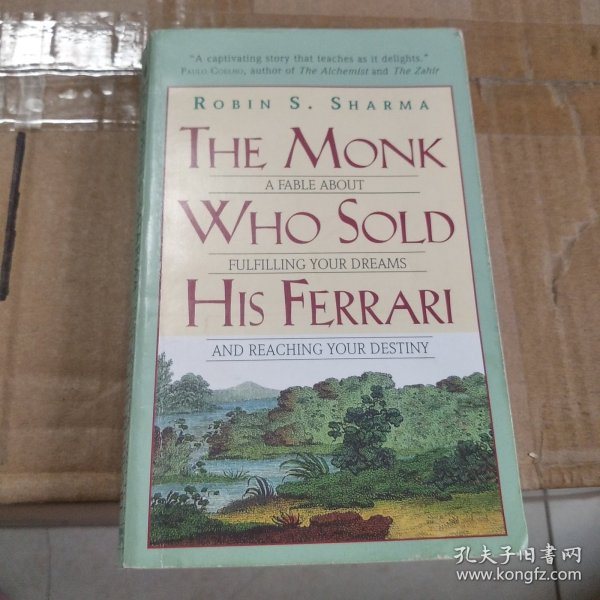 "A captivating story that teaches as it delights."
PAULO COELHO, author of The Alchemist and The Zahir
ROBIN S. SHARMA
THE MONK
A FABLE ABOUT
WHO SOLD
FULFILLING YOUR DREAMS
HIS FERRARI
AND REACHING YOUR DESTINY
孔夫子旧书网
www.kongfz.com